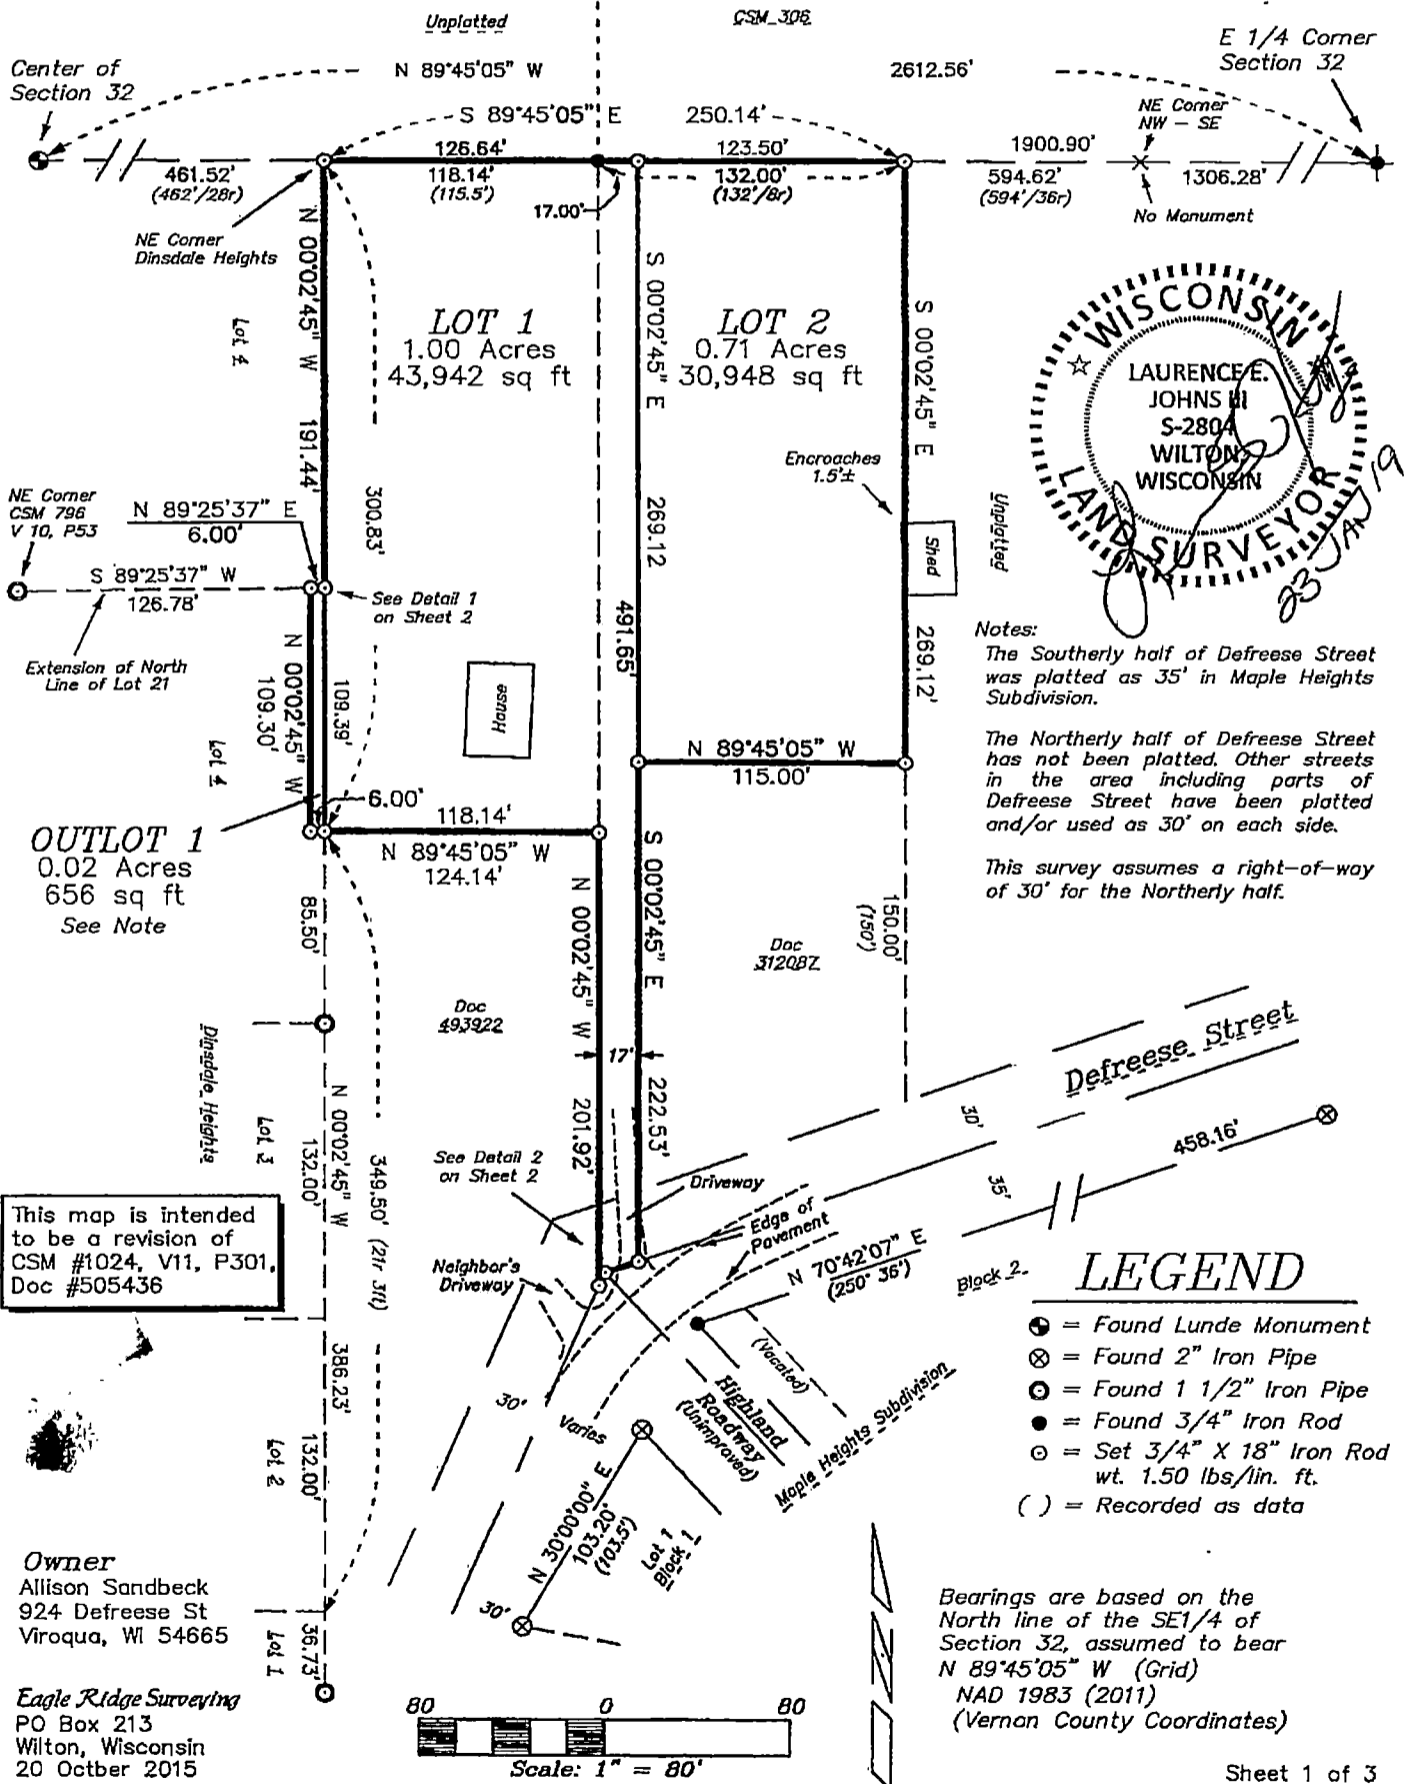 Unplatted
CSM 306
E 1/4 Corner
Section 32
Center of
Section 32
N 89°45'05" W
2612.56'
NE Corner
NW - SE
S 89°45'05" E
250.14'
126.64'
123.50'
1900.90'
461.52'
(462'/28r)
118.14'
(115.5')
17.00'
132.00'
(132'/8r)
594.62'
(594'/36r)
1306.28'
No Monument
NE Corner
Dinsdale Heights
N 00°02'45" W
191.44'
Lot 4
300.83'
LOT 1
1.00 Acres
43,942 sq ft
S 00°02'45" E
269.12
491.65'
LOT 2
0.71 Acres
30,948 sq ft
S 00°02'45" E
269.12'
Encroaches
1.5'±
Shed
Unplatted
WISCONSIN
LAURENCE E.
JOHNS III
S-2804
WILTON,
WISCONSIN
LAND SURVEYOR
23 JAN 19
NE Corner
CSM 796
V 10, P53
N 89°25'37" E
6.00'
S 89°25'37" W
126.78'
Extension of North
Line of Lot 21
See Detail 1
on Sheet 2
House
N 00°02'45" W
109.30'
109.39'
Lot 4
6.00'
118.14'
N 89°45'05" W
124.14'
N 89°45'05" W
115.00'
OUTLOT 1
0.02 Acres
656 sq ft
See Note
Notes:
The Southerly half of Defreese Street
was platted as 35' in Maple Heights
Subdivision.
The Northerly half of Defreese Street
has not been platted. Other streets
in the area including parts of
Defreese Street have been platted
and/or used as 30' on each side.
This survey assumes a right-of-way
of 30' for the Northerly half.
85.50'
N 00°02'45" W
201.92'
S 00°02'45" E
222.53'
17'
Doc
312087
150.00'
(150')
Doc
493922
Dinsdale Heights
Lot 3
N 00°02'45" W
132.00'
349.50' (21r 3ft)
See Detail 2
on Sheet 2
Driveway
Edge of
Pavement
Neighbor's
Driveway
Defreese Street
30'
35'
458.16'
N 70°42'07" E
(250° 36')
Block 2
This map is intended
to be a revision of
CSM #1024, V11, P301,
Doc #505436
386.23'
Lot 2
132.00'
Lot 1
36.73'
30'
Varies
Highland
Roadway
(Unimproved)
(Vacated)
Maple Heights Subdivision
N 30°00'00" E
103.20'
(103.5')
Lot 1
Block 1
30'
LEGEND
= Found Lunde Monument
= Found 2" Iron Pipe
= Found 1 1/2" Iron Pipe
= Found 3/4" Iron Rod
= Set 3/4" X 18" Iron Rod
wt. 1.50 lbs/lin. ft.
( ) = Recorded as data
Owner
Allison Sandbeck
924 Defreese St
Viroqua, WI 54665
Eagle Ridge Surveying
PO Box 213
Wilton, Wisconsin
20 Octber 2015
80 0 80
Scale: 1" = 80'
N
Bearings are based on the
North line of the SE1/4 of
Section 32, assumed to bear
N 89°45'05" W (Grid)
NAD 1983 (2011)
(Vernon County Coordinates)
Sheet 1 of 3